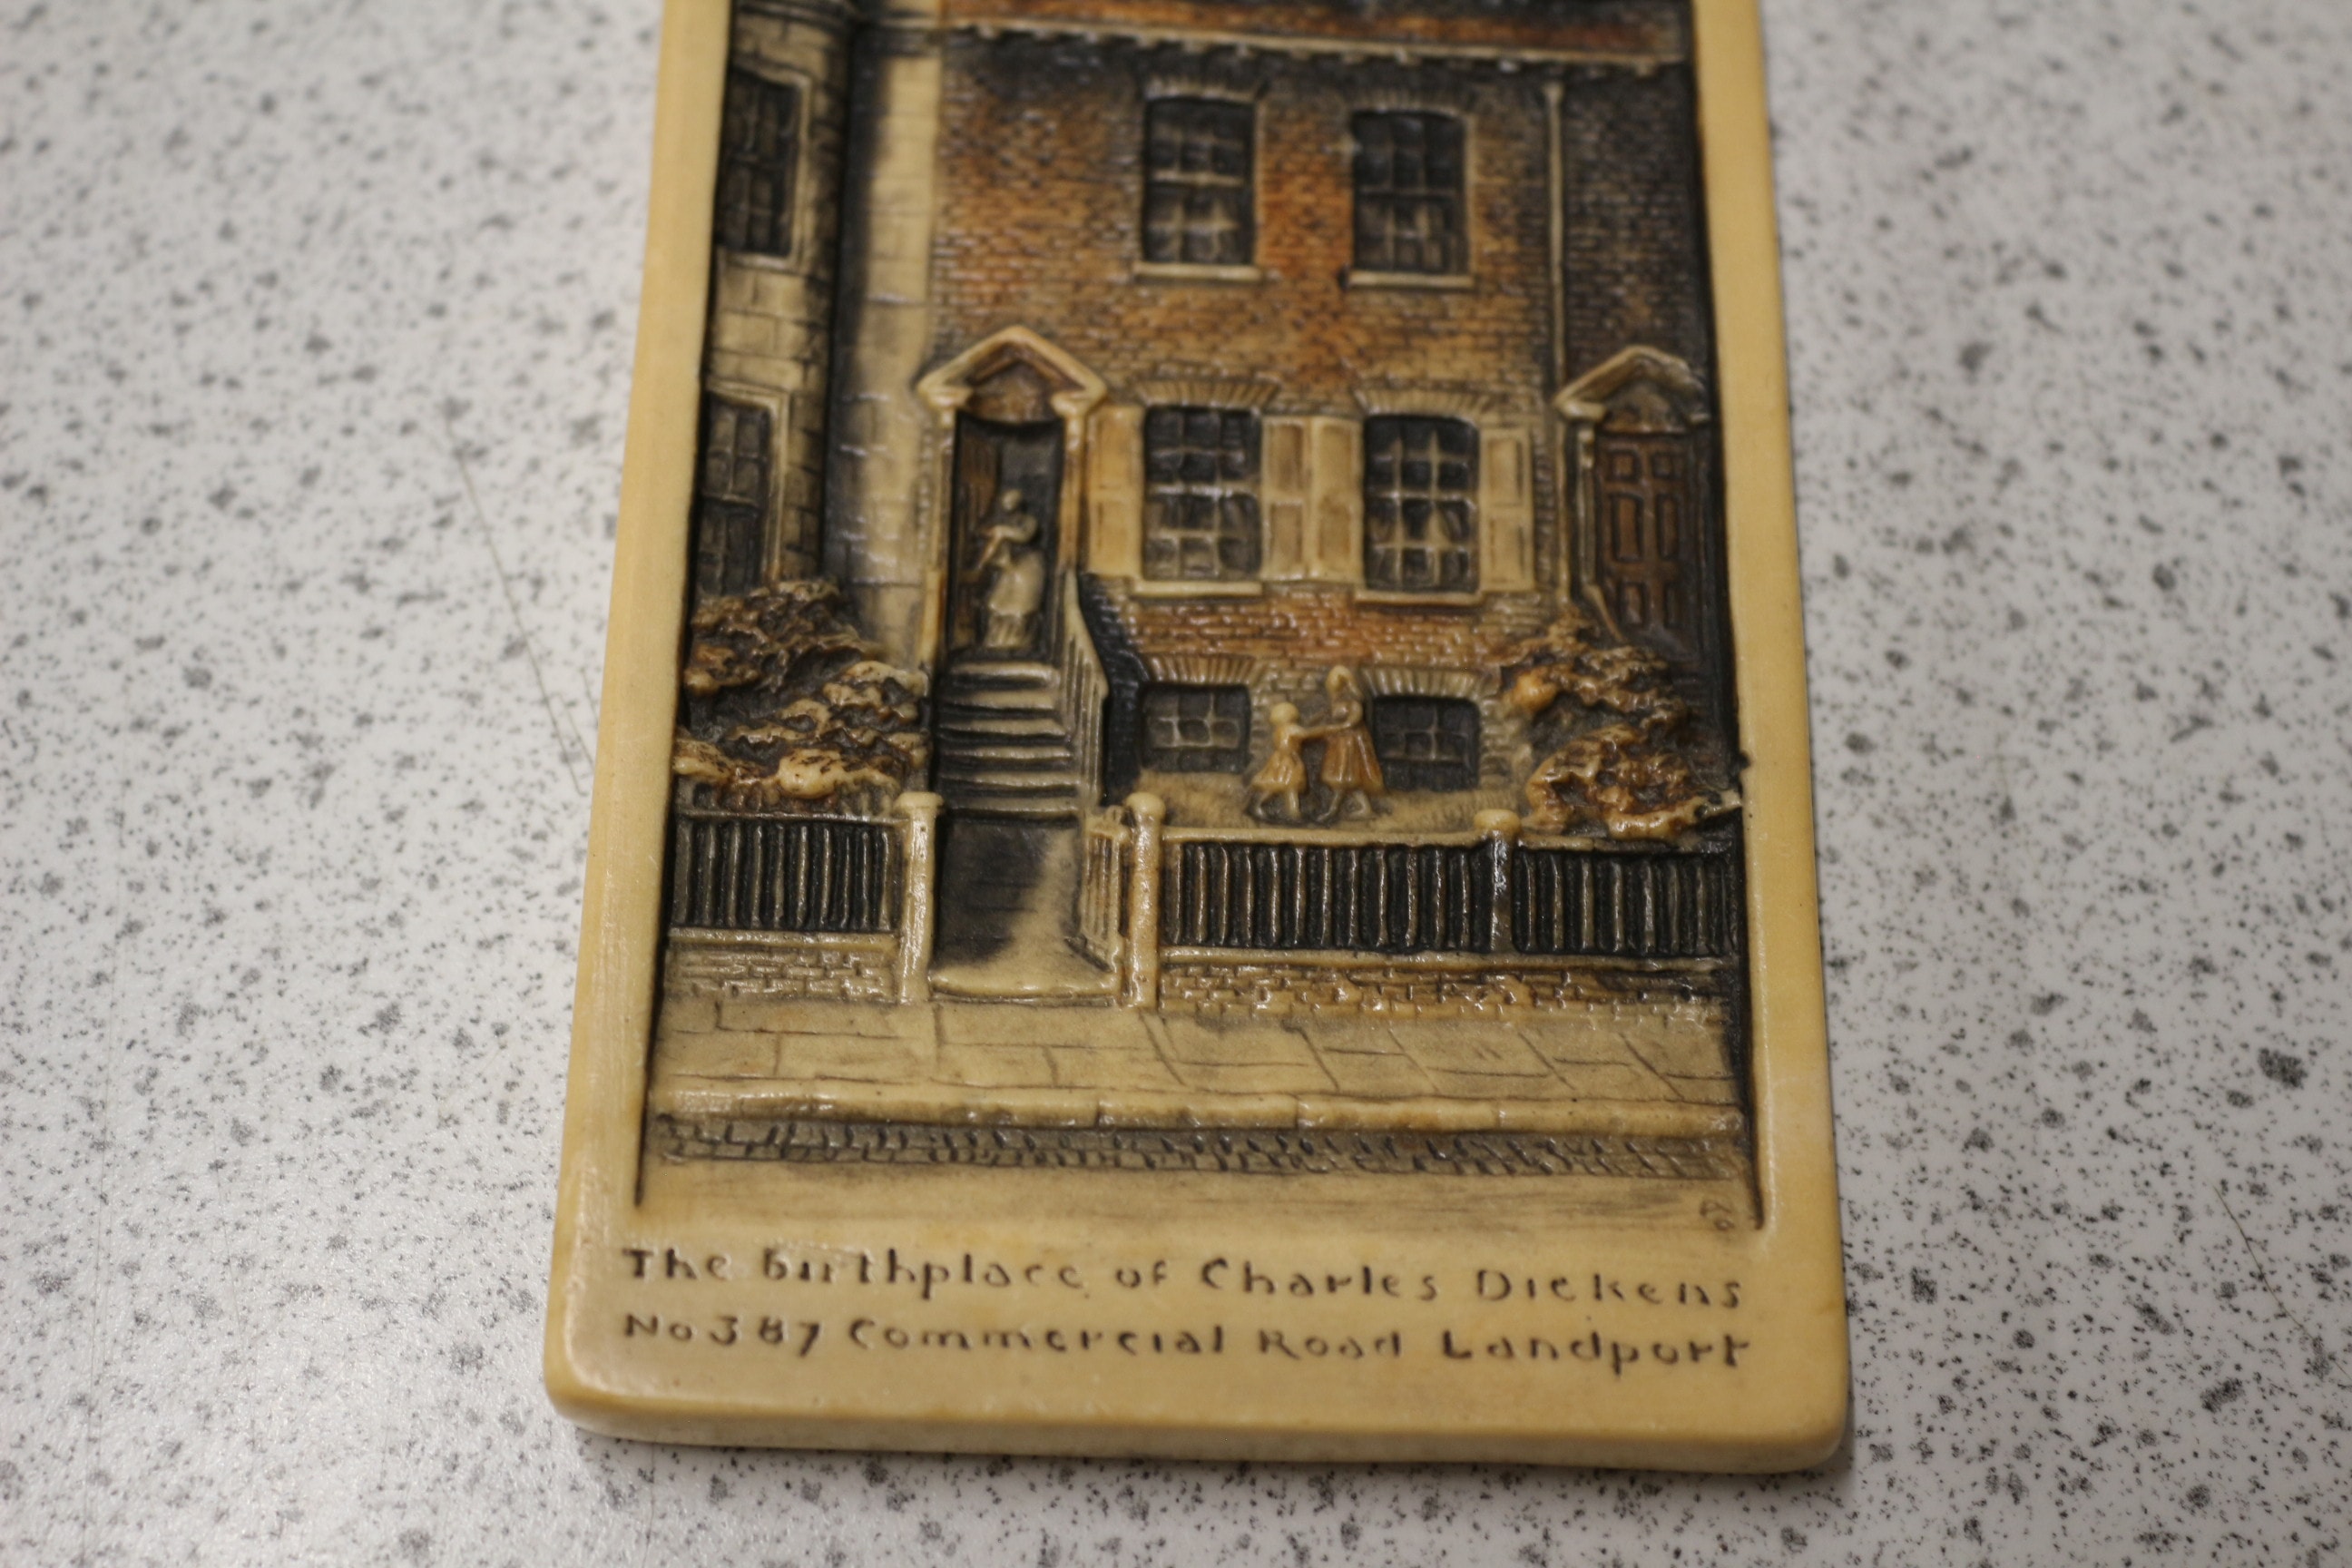 The birthplace of Charles Dickens
No 387 Commercial Road Landport